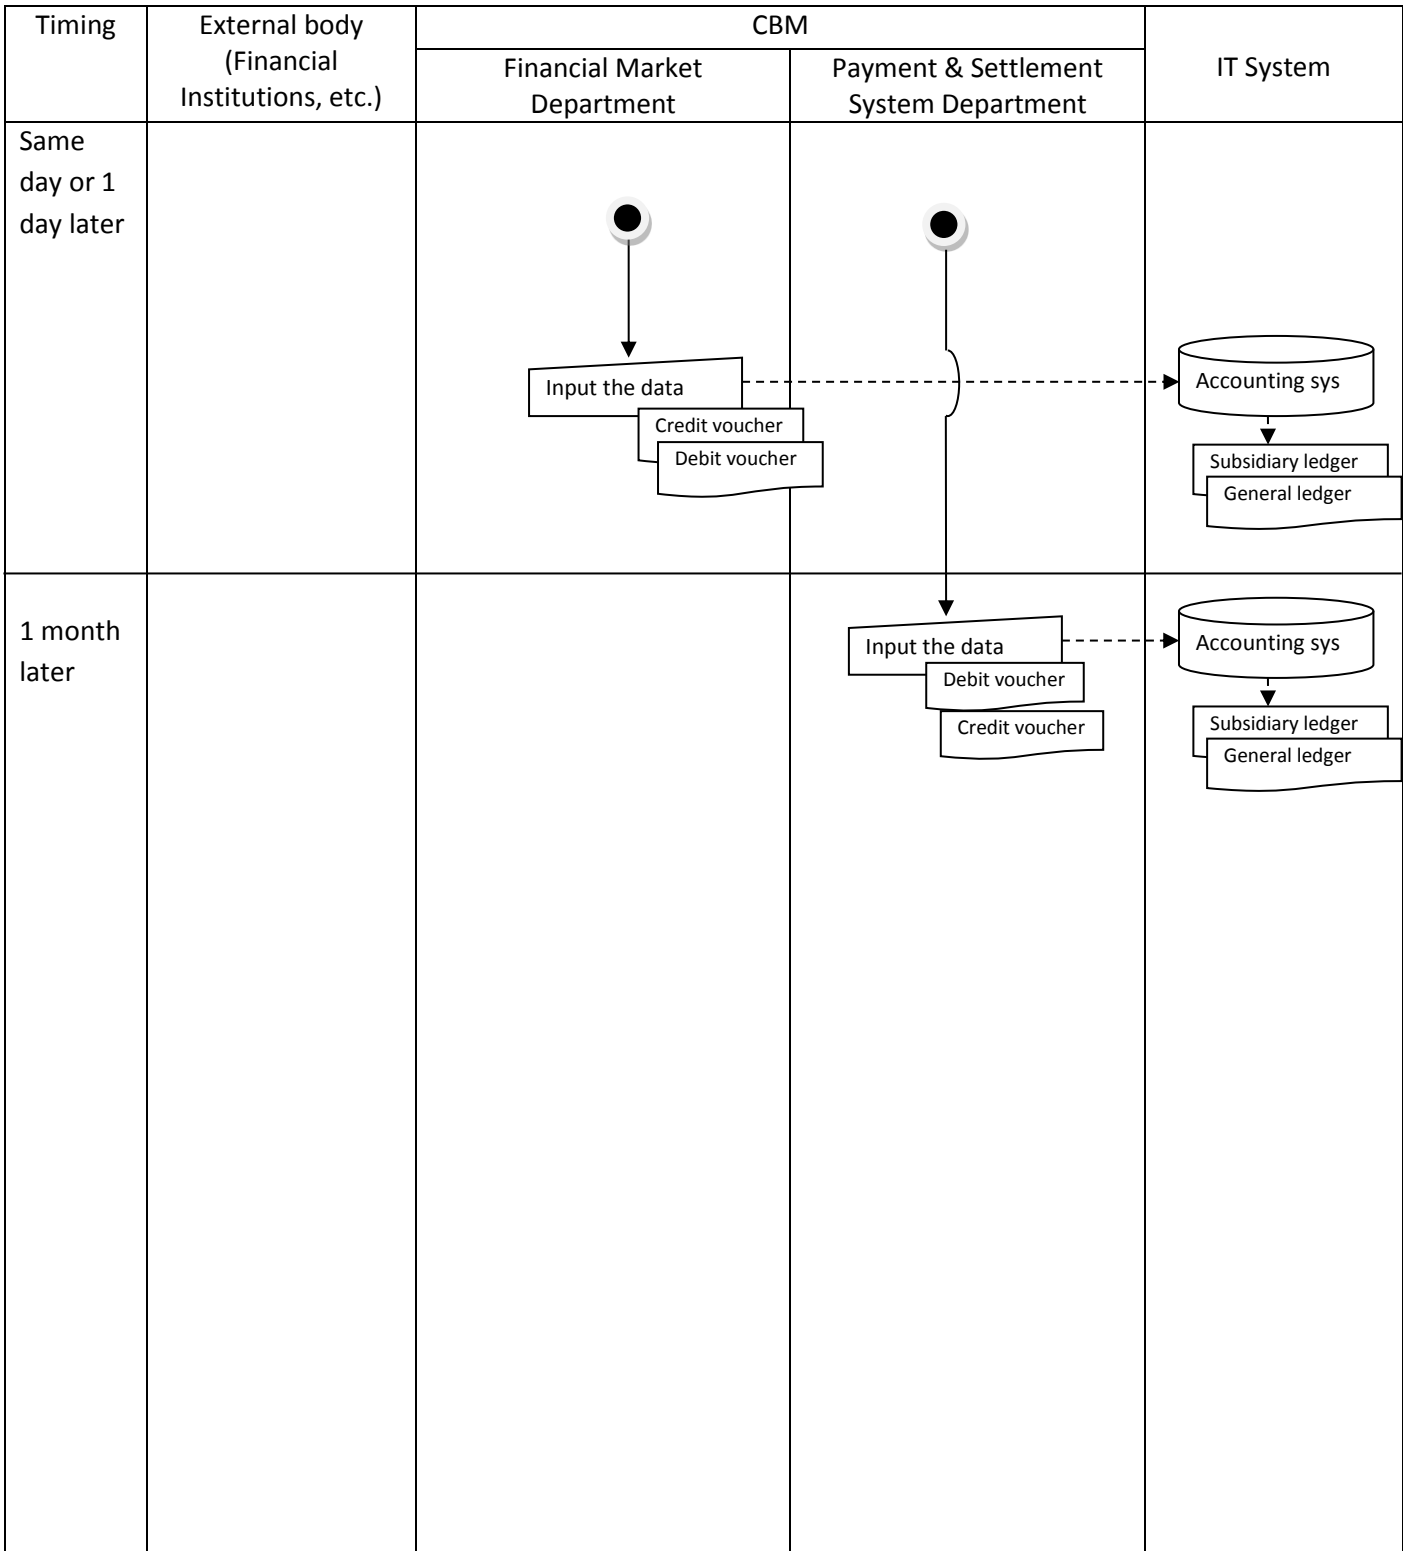 Timing
External body
(Financial
Institutions, etc.)
CBM
Financial Market
Department
Payment & Settlement
System Department
IT System
Same
day or 1
day later
Input the data
Credit voucher
Debit voucher
Accounting sys
Subsidiary ledger
General ledger
1 month
later
Input the data
Debit voucher
Credit voucher
Accounting sys
Subsidiary ledger
General ledger